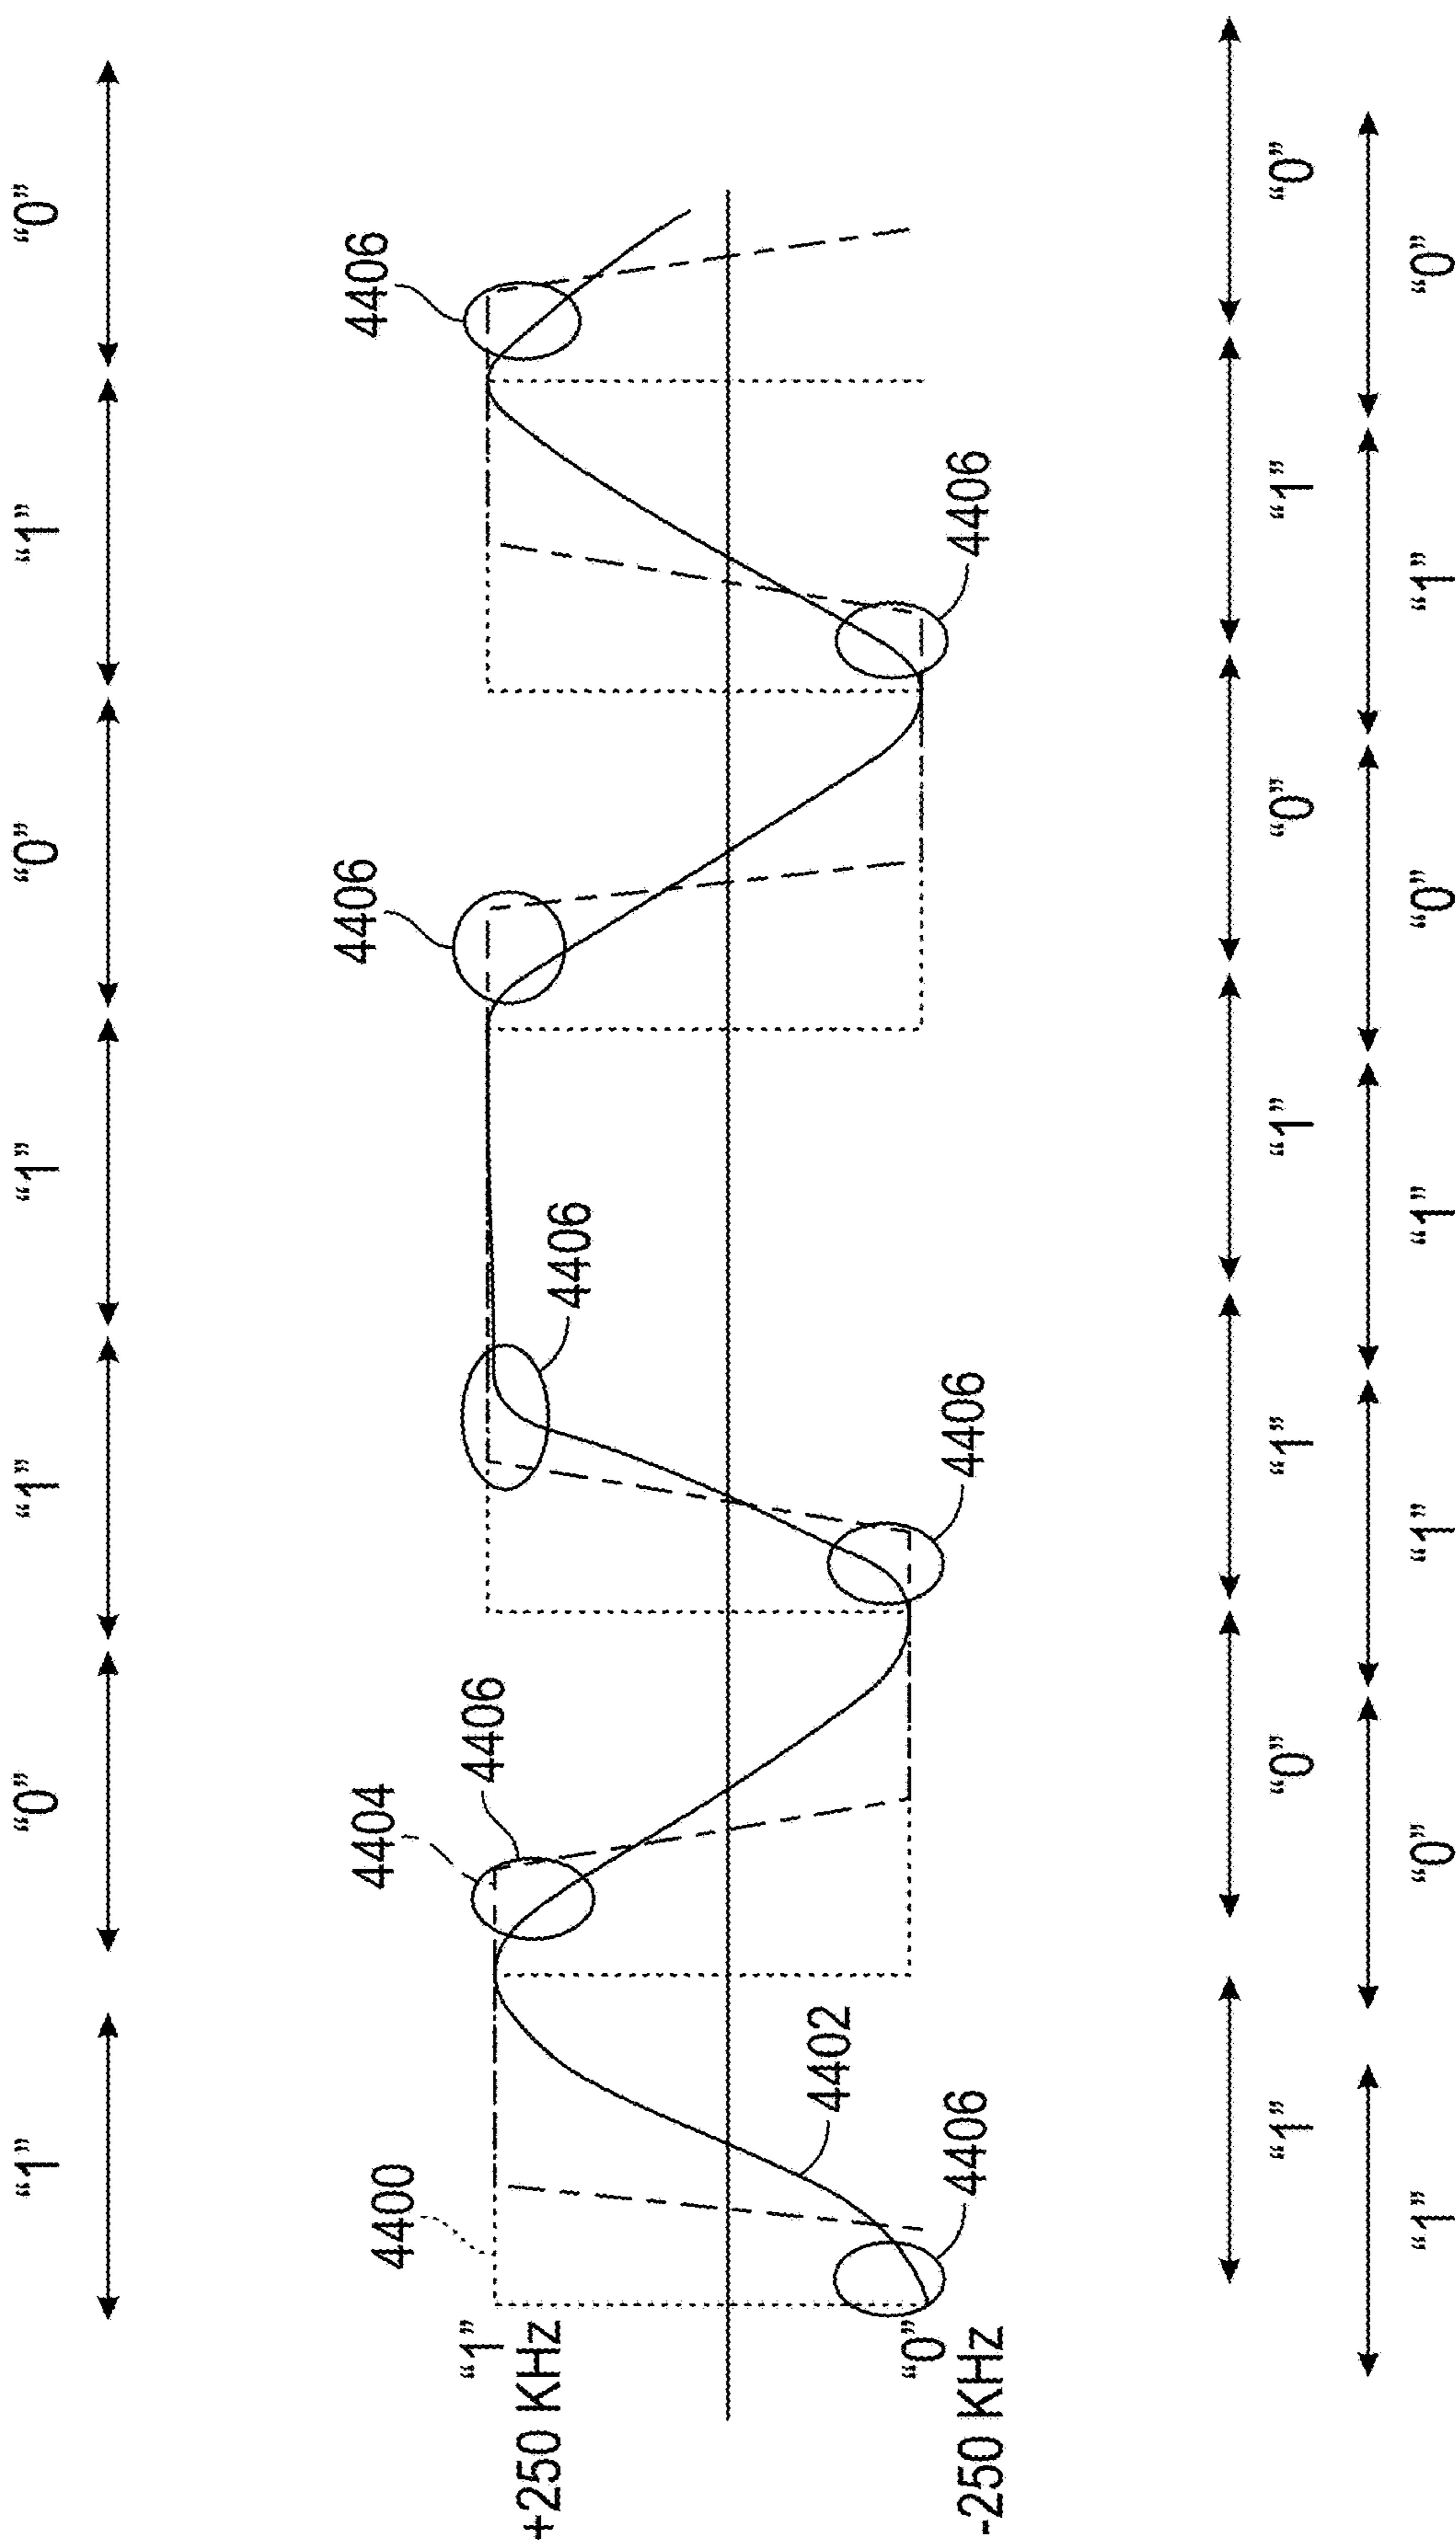 “1” “0” “1” “1” “0” “1” “0”
4400 4404 4406 4406
“1” 4406
+250 KHz 4406
4402
“0” 4406 4406 4406
-250 KHz
“1” “0” “1” “1” “0” “1” “0”
“1” “0” “1” “1” “0” “1” “0”